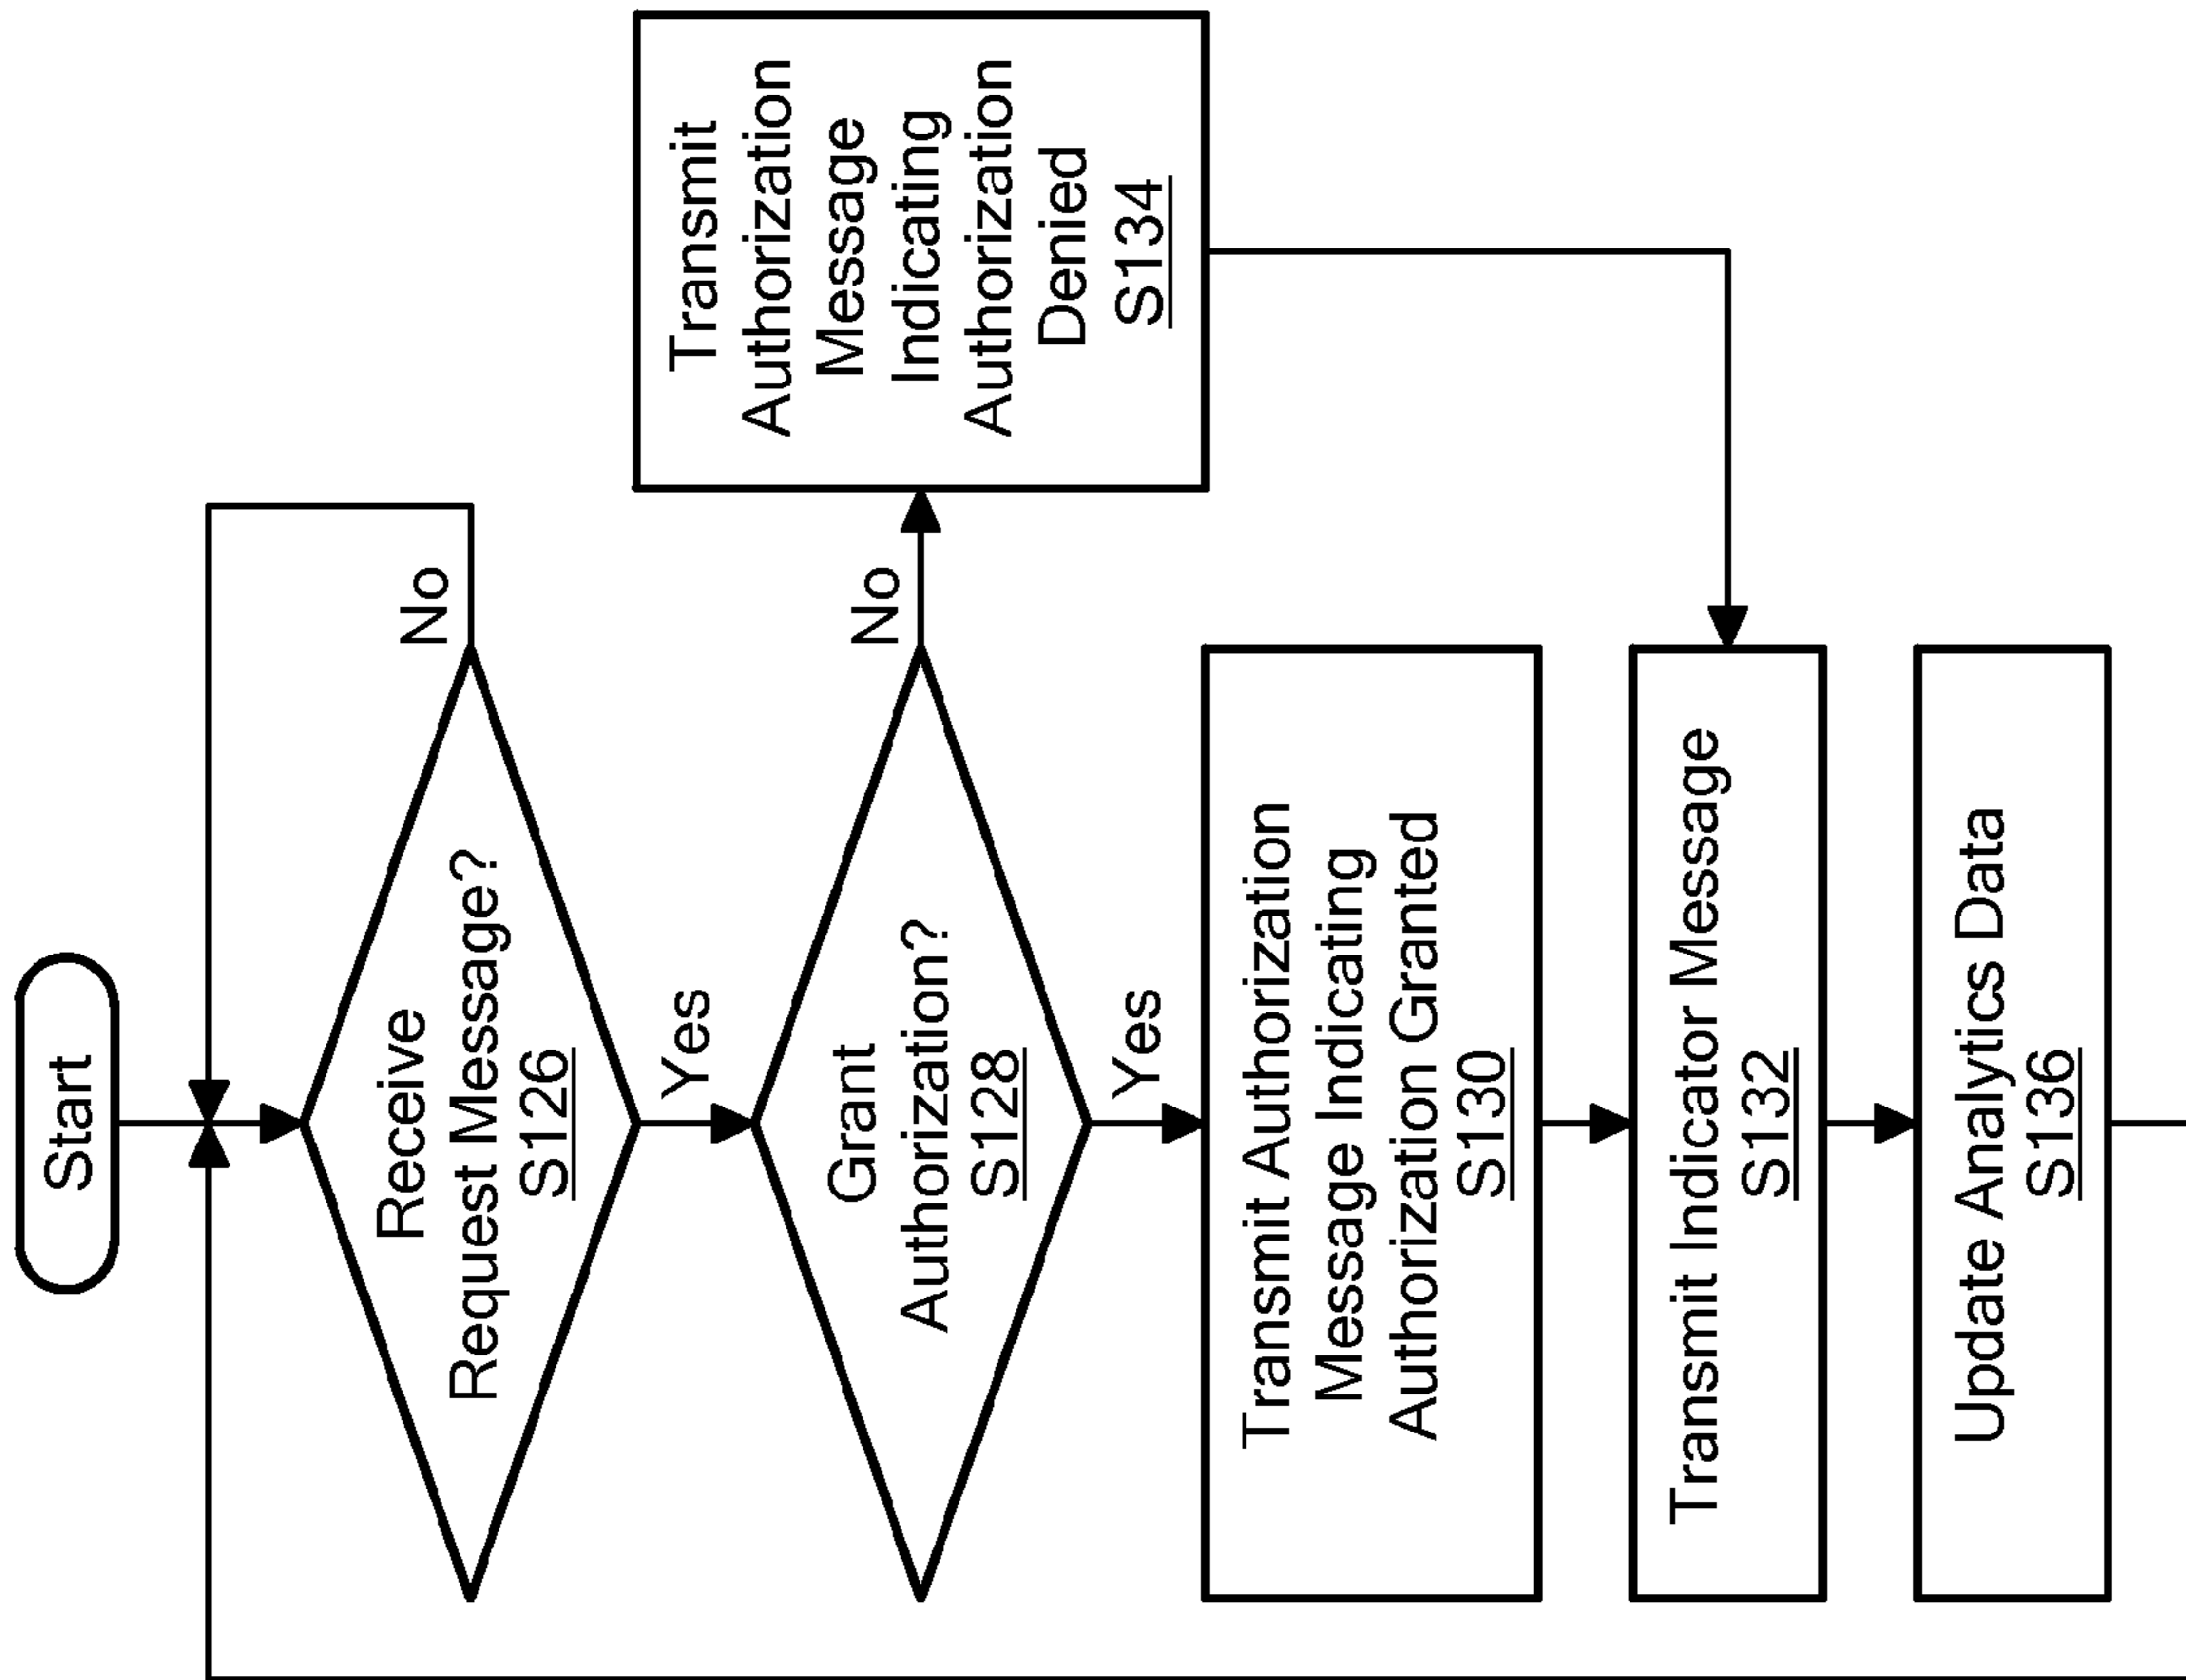 Start
Receive
Request Message?
S126
No
Yes
Grant
Authorization?
S128
No
Yes
Transmit
Authorization
Message
Indicating
Authorization
Denied
S134
Transmit Authorization
Message Indicating
Authorization Granted
S130
Transmit Indicator Message
S132
Update Analytics Data
S136